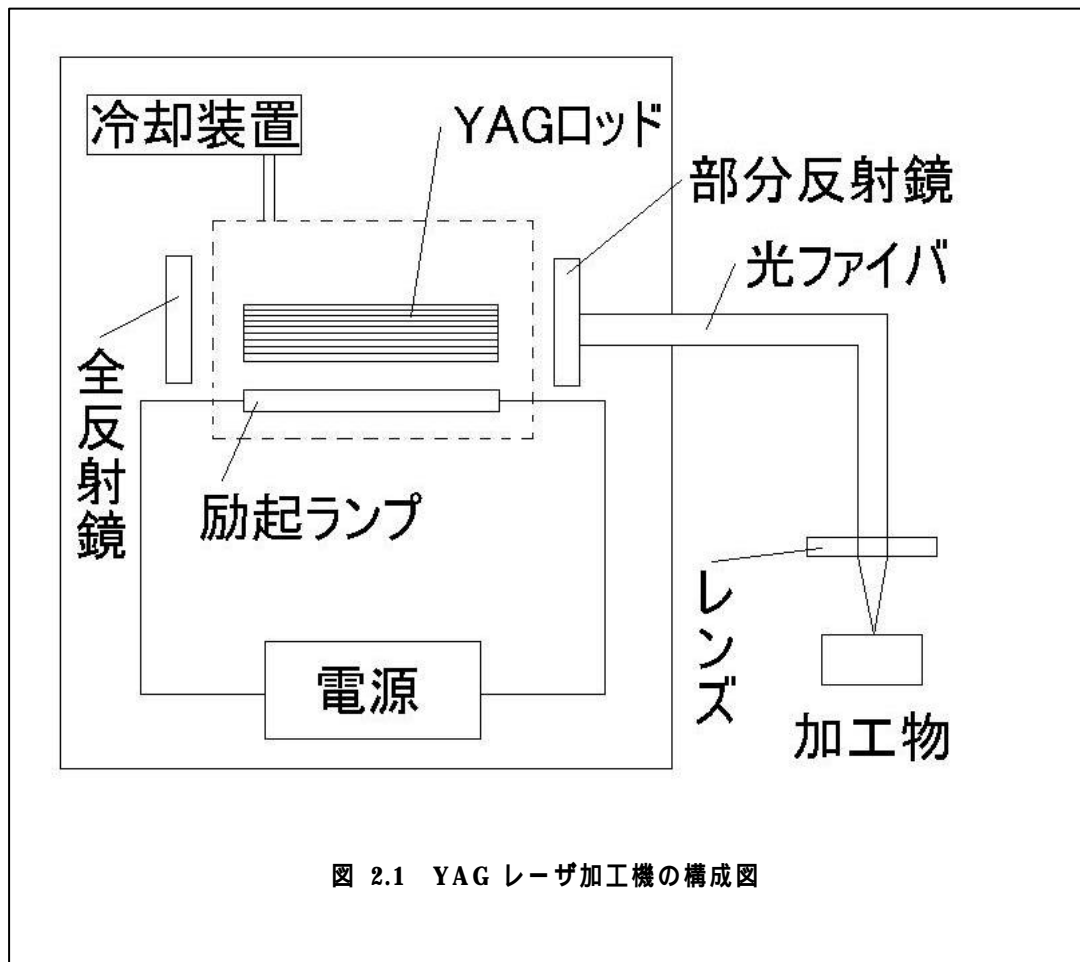 冷却装置
YAGロッド
部分反射鏡
光ファイバ
全反射鏡
励起ランプ
レンズ
電源
加工物
図 2.1 YAG レーザ加工機の構成図